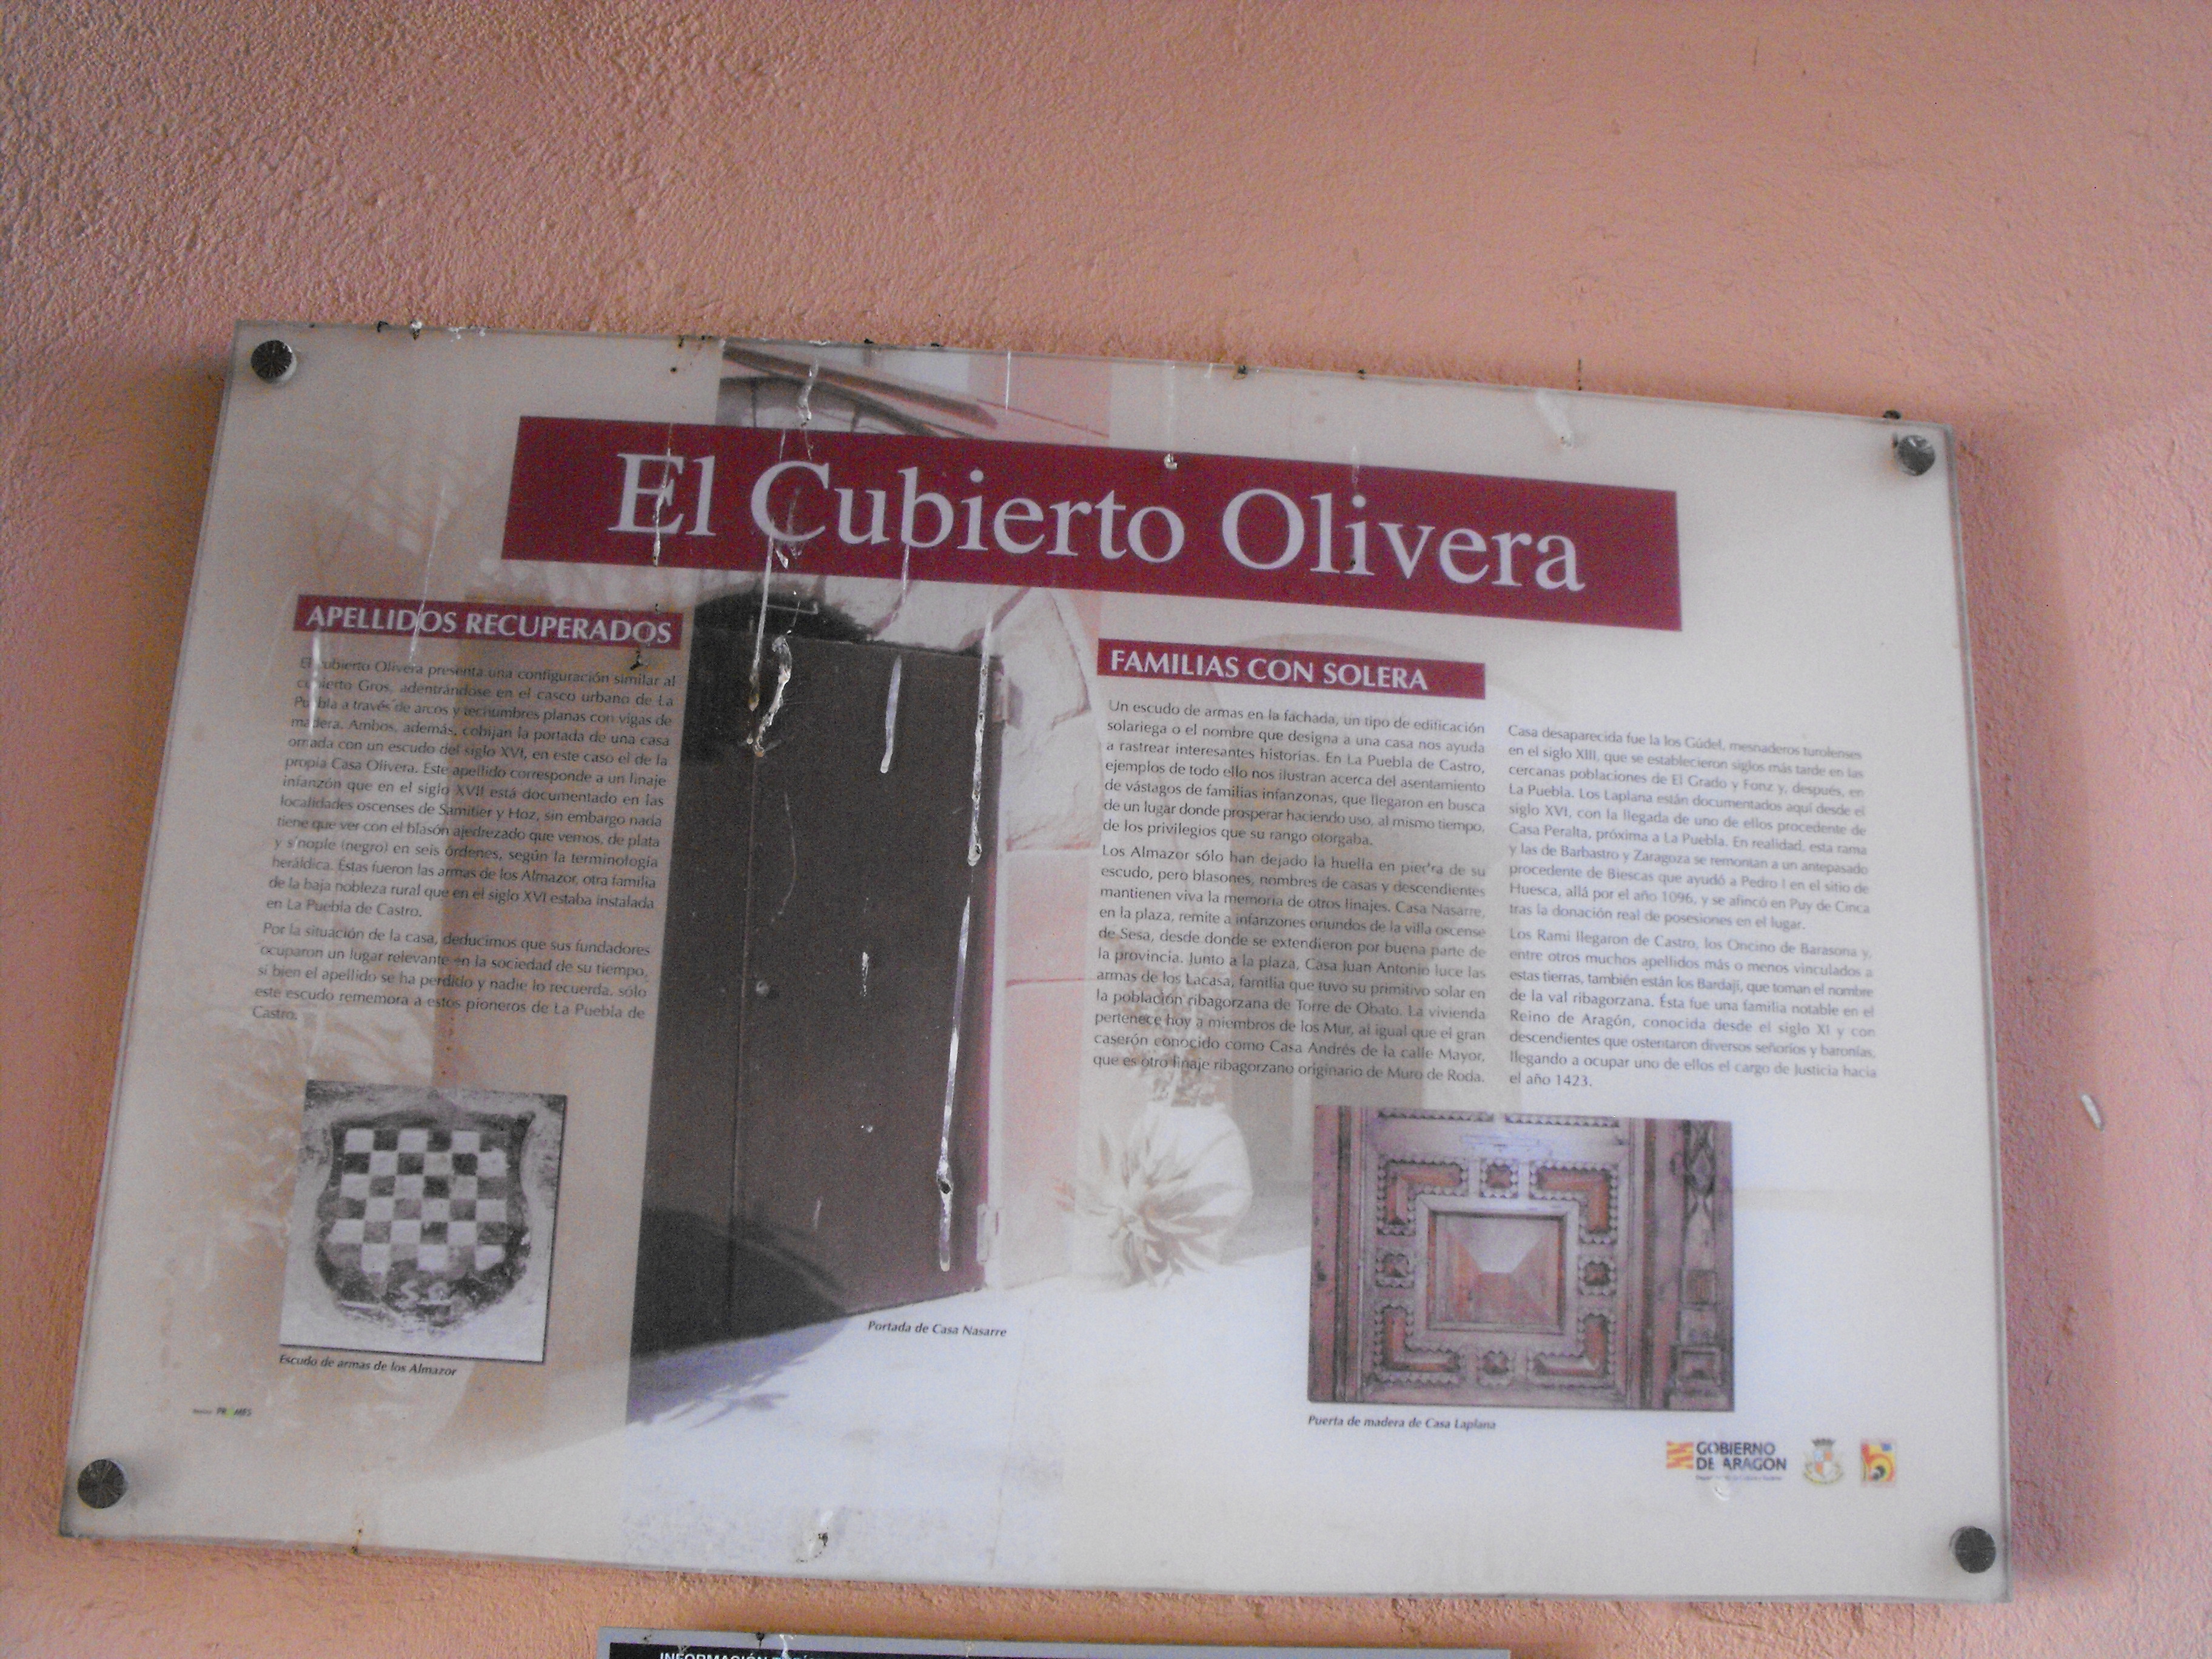 El Cubierto Olivera
APELLIDOS RECUPERADOS
El Cubierto Olivera presenta una configuración similar al
cubierto Gros, adentrándose en el casco urbano de La
Puebla a través de arcos y techumbres planas con vigas de
madera. Ambos, además, cobijan la portada de una casa
ornada con un escudo del siglo XVI, en este caso el de la
propia Casa Olivera. Este apellido corresponde a un linaje
infanzón que en el siglo XVII está documentado en las
localidades oscenses de Samitier y Hoz, sin embargo nada
tiene que ver con el blasón ajedrezado que vemos, de plata
y sinople (negro) en seis órdenes, según la terminología
heráldica. Éstas fueron las armas de los Almazor, otra familia
de la baja nobleza rural que en el siglo XVI estaba instalada
en La Puebla de Castro.
Por la situación de la casa, deducimos que sus fundadores
ocuparon un lugar relevante en la sociedad de su tiempo,
si bien el apellido se ha perdido y nadie lo recuerda, sólo
este escudo rememora a estos pioneros de La Puebla de
Castro.
Escudo de armas de los Almazor
PRAMES
Portada de Casa Nasarre
FAMILIAS CON SOLERA
Un escudo de armas en la fachada, un tipo de edificación
solariega o el nombre que designa a una casa nos ayuda
a rastrear interesantes historias. En La Puebla de Castro,
ejemplos de todo ello nos ilustran acerca del asentamiento
de vástagos de familias infanzonas, que llegaron en busca
de un lugar donde prosperar haciendo uso, al mismo tiempo,
de los privilegios que su rango otorgaba.
Los Almazor sólo han dejado la huella en piedra de su
escudo, pero blasones, nombres de casas y descendientes
mantienen viva la memoria de otros linajes. Casa Nasarre,
en la plaza, remite a infanzones oriundos de la villa oscense
de Sesa, desde donde se extendieron por buena parte de
la provincia. Junto a la plaza, Casa Juan Antonio luce las
armas de los Lacasa, familia que tuvo su primitivo solar en
la población ribagorzana de Torre de Obato. La vivienda
pertenece hoy a miembros de los Mur, al igual que el gran
caserón conocido como Casa Andrés de la calle Mayor,
que es otro linaje ribagorzano originario de Muro de Roda.
Casa desaparecida fue la los Gúdel, mesnaderos turolenses
en el siglo XIII, que se establecieron siglos más tarde en las
cercanas poblaciones de El Grado y Fonz y, después, en
La Puebla. Los Laplana están documentados aquí desde el
siglo XVI, con la llegada de uno de ellos procedente de
Casa Peralta, próxima a La Puebla. En realidad, esta rama
y las de Barbastro y Zaragoza se remontan a un antepasado
procedente de Biescas que ayudó a Pedro I en el sitio de
Huesca, allá por el año 1096, y se afincó en Puy de Cinca
tras la donación real de posesiones en el lugar.
Los Rami llegaron de Castro, los Oncino de Barasona y,
entre otros muchos apellidos más o menos vinculados a
estas tierras, también están los Bardají, que toman el nombre
de la val ribagorzana. Ésta fue una familia notable en el
Reino de Aragón, conocida desde el siglo XI y con
descendientes que ostentaron diversos señoríos y baronías,
llegando a ocupar uno de ellos el cargo de Justicia hacia
el año 1423.
Puerta de madera de Casa Laplana
GOBIERNO
DE ARAGON
INFORMACIÓN